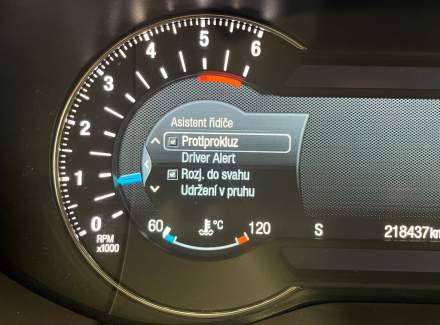 6
5
4
3
2
1
0
RPM
x1000
Asistent řidiče
Protiprokluz
Driver Alert
Rozj. do svahu
Udržení v pruhu
60 °C 120
S 218437km